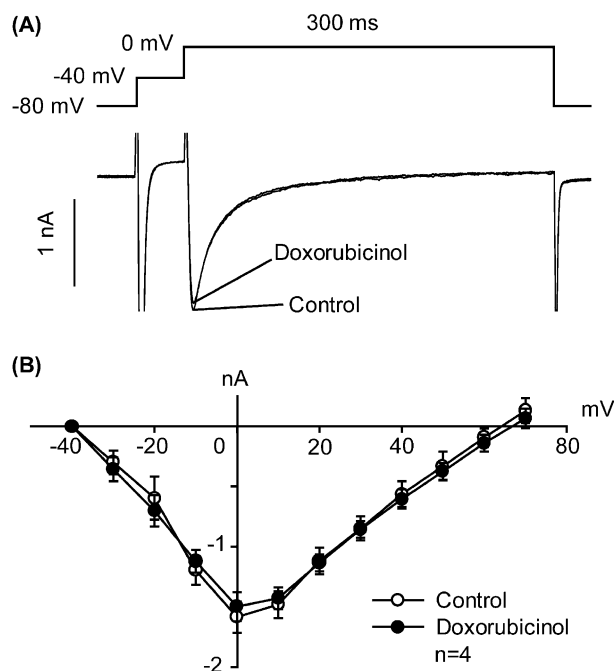 (A)
300 ms
0 mV
-40 mV
-80 mV
1 nA
Doxorubicinol
Control
(B)
nA
mV
-40 -20 0 20 40 60 80
-1
-2
Control
Doxorubicinol
n=4